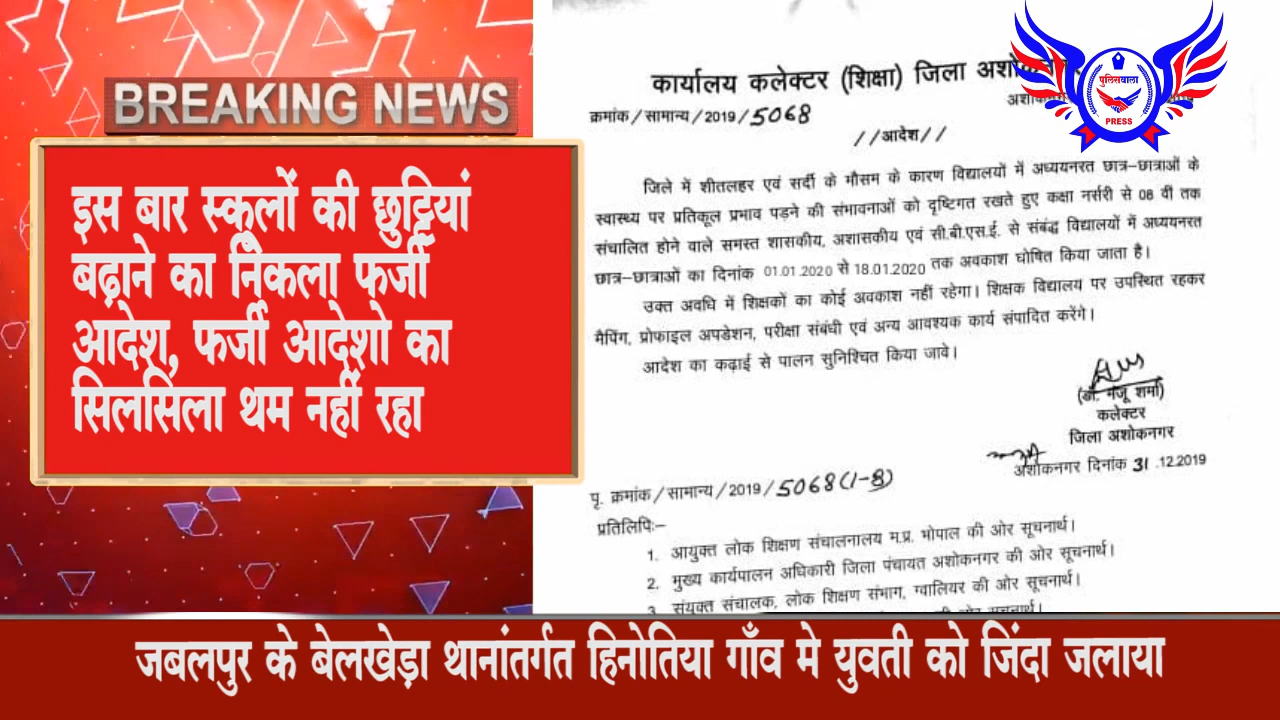 BREAKING NEWS
इस बार स्कूलों की छुट्टियां
बढ़ाने का निकला फर्जी
आदेश, फर्जी आदेशो का
सिलसिला थम नहीं रहा
कार्यालय कलेक्टर (शिक्षा) जिला
क्रमांक/सामान्य/2019/5068
//आदेश//
जिले में शीतलहर एवं सर्दी के मौसम के कारण विद्यालयों में अध्ययनरत छात्र-छात्राओं के
स्वास्थ्य पर प्रतिकूल प्रभाव पड़ने की संभावनाओं को दृष्टिगत रखते हुए कक्षा नर्सरी से 08 वीं तक
संचालित होने वाले समस्त शासकीय, अशासकीय एवं सी.बी.एस.ई. से संबंद्ध विद्यालयों में अध्ययनरत
छात्र-छात्राओं का दिनांक 01.01.2020 से 18.01.2020 तक अवकाश घोषित किया जाता है।
उक्त अवधि में शिक्षकों का कोई अवकाश नहीं रहेगा। शिक्षक विद्यालय पर उपस्थित रहकर
मैपिंग, प्रोफाइल अपडेशन, परीक्षा संबंधी एवं अन्य आवश्यक कार्य संपादित करेंगे।
आदेश का कढ़ाई से पालन सुनिश्चित किया जावे।
(डॉ. मंजू शर्मा)
कलेक्टर
जिला अशोकनगर
अशोकनगर दिनांक 31.12.2019
पृ. क्रमांक/सामान्य/2019/5068(1-8)
प्रतिलिपिः-
1. आयुक्त लोक शिक्षण संचालनालय म.प्र. भोपाल की ओर सूचनार्थ।
2. मुख्य कार्यपालन अधिकारी जिला पंचायत अशोकनगर की ओर सूचनार्थ।
3. संयुक्त संचालक, लोक शिक्षण संभाग, ग्वालियर की ओर सूचनार्थ।
पुलिसवाला
PRESS
जबलपुर के बेलखेड़ा थानांतर्गत हिनोतिया गाँव मे युवती को जिंदा जलाया